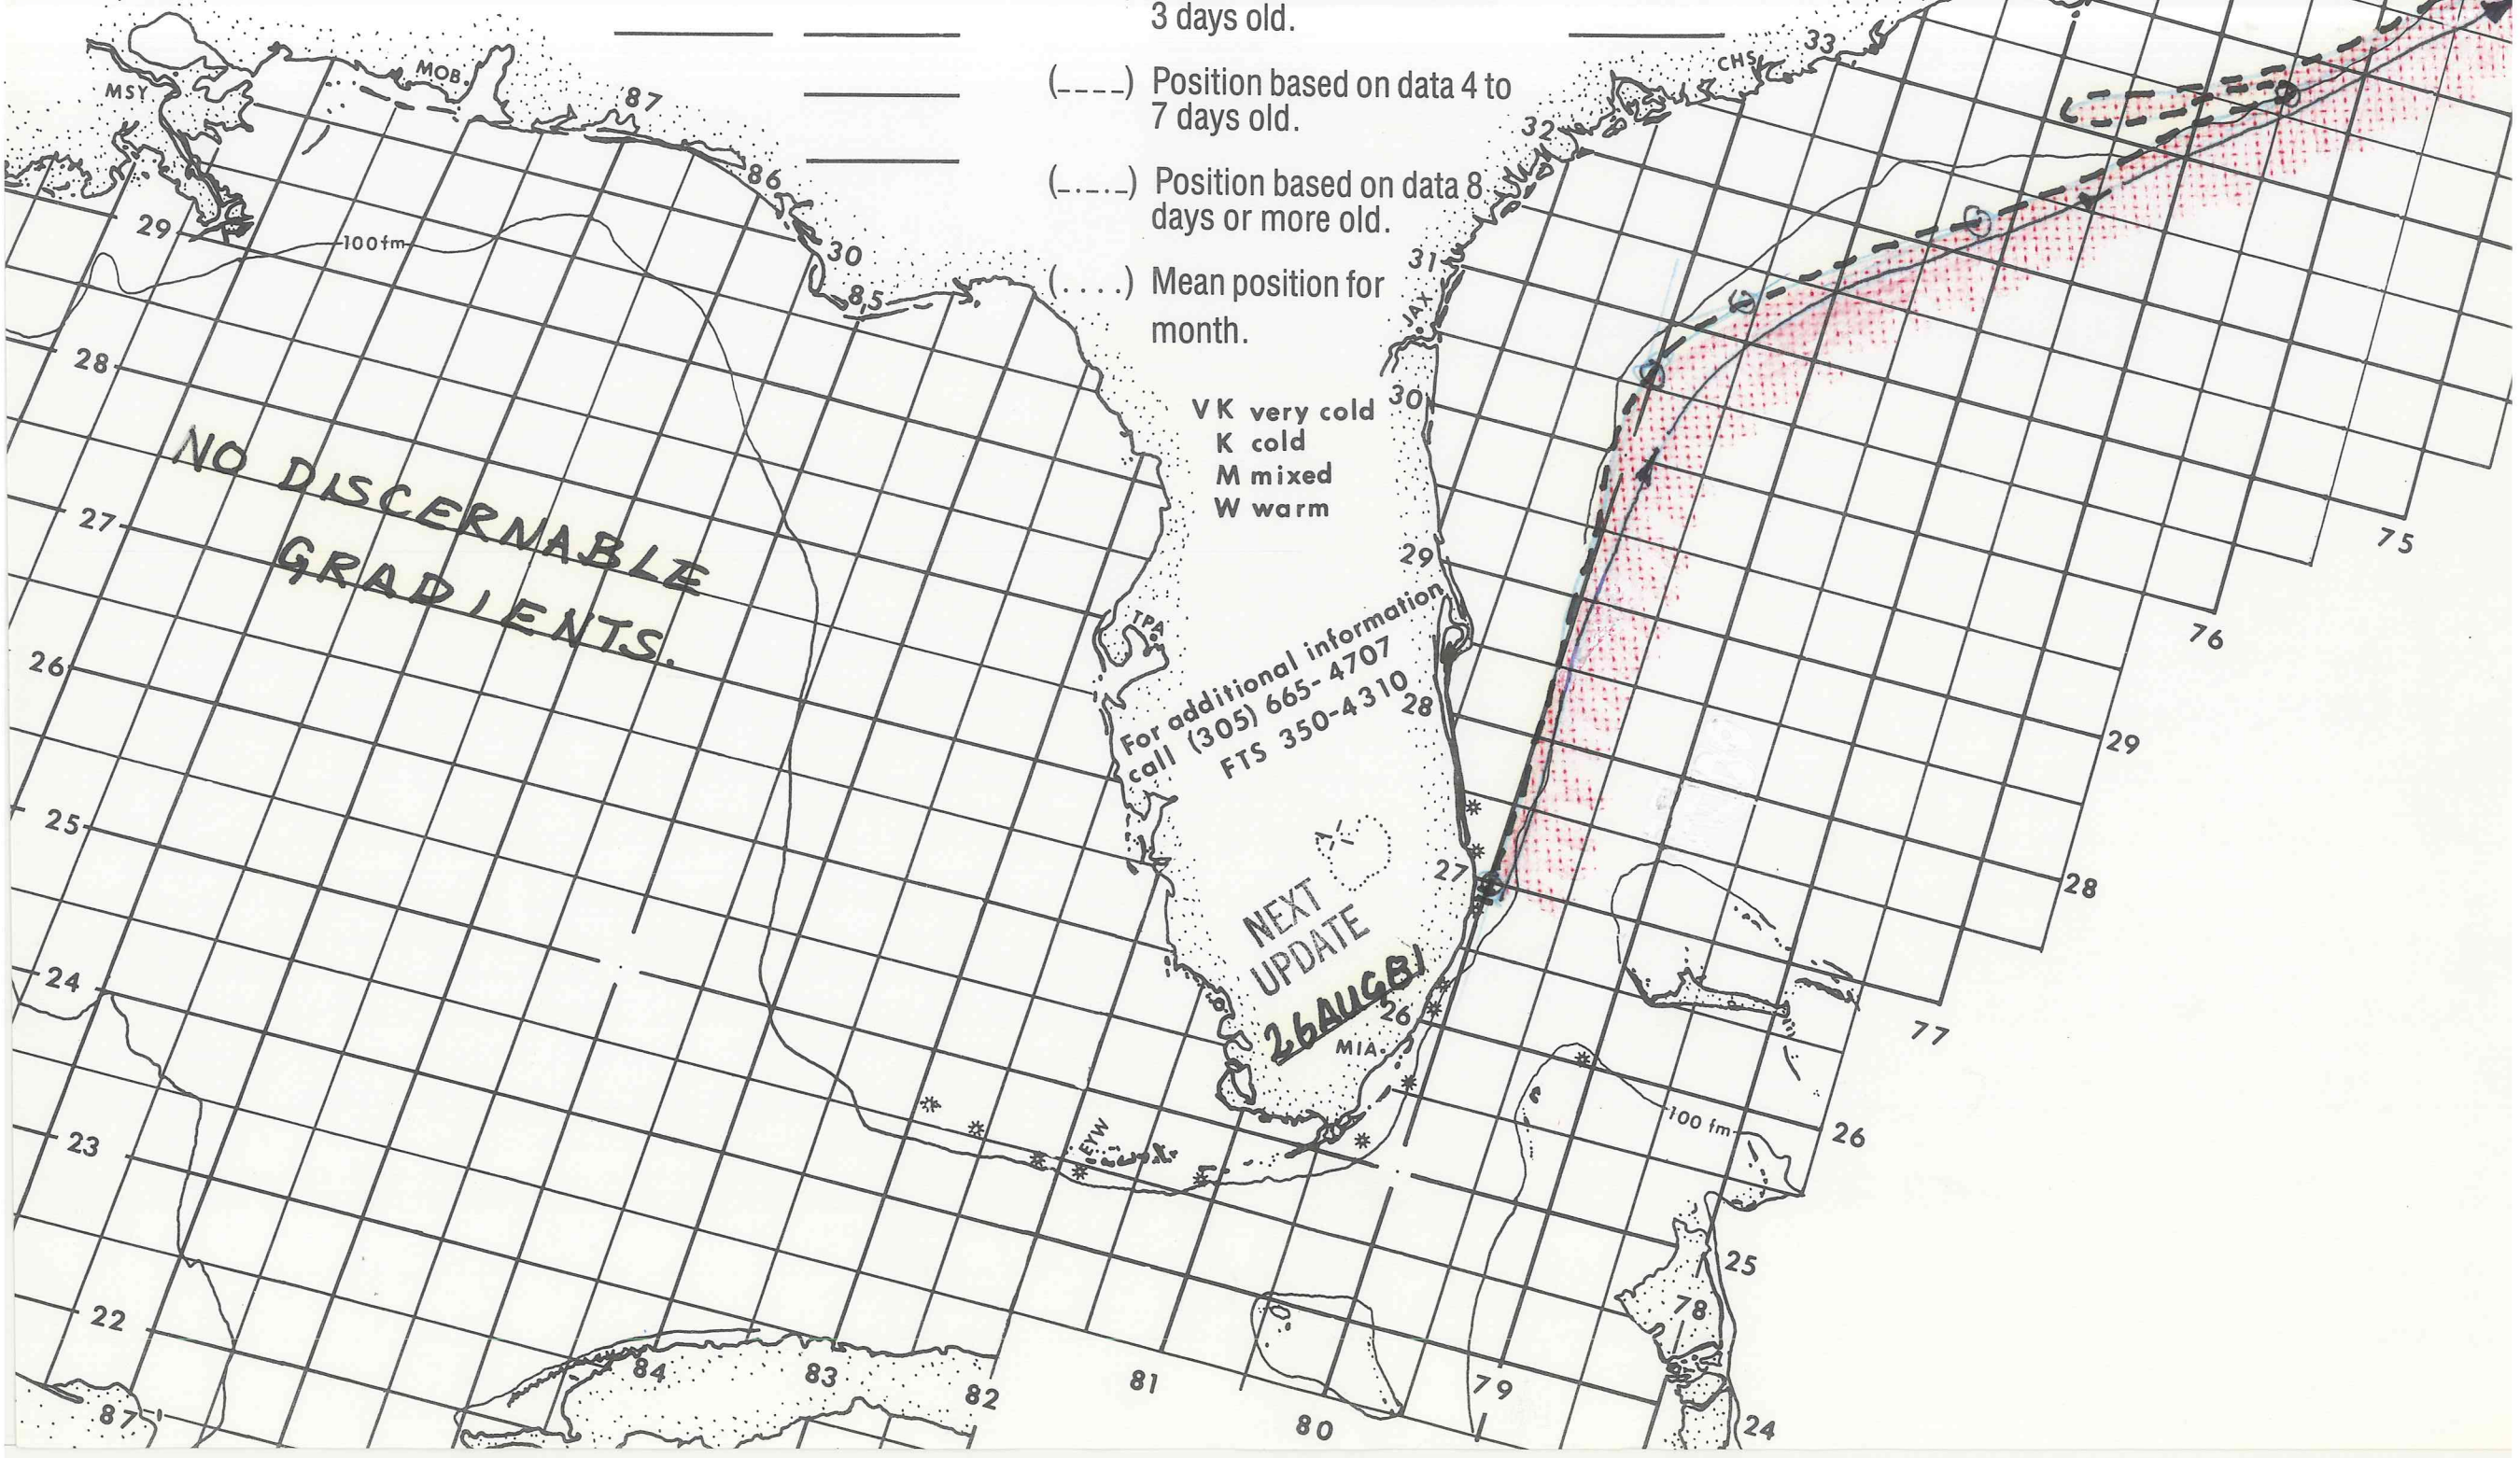 3 days old.
(____) Position based on data 4 to
7 days old.
(_._._) Position based on data 8
days or more old.
(....) Mean position for
month.
VK very cold
K cold
M mixed
W warm
For additional information
call (305) 665-4707
FTS 350-4310
NEXT
UPDATE
26AUG81
NO DISCERNABLE
GRADIENTS.
MSY
MOB
87
86
30
85
29
100 fm
28
27
26
25
24
23
22
87
84
83
82
81
80
79
78
24
25
26
77
28
29
76
75
CHS
33
32
31
JAX
30
29
28
27
26
MIA
TPA
EYW
100 fm